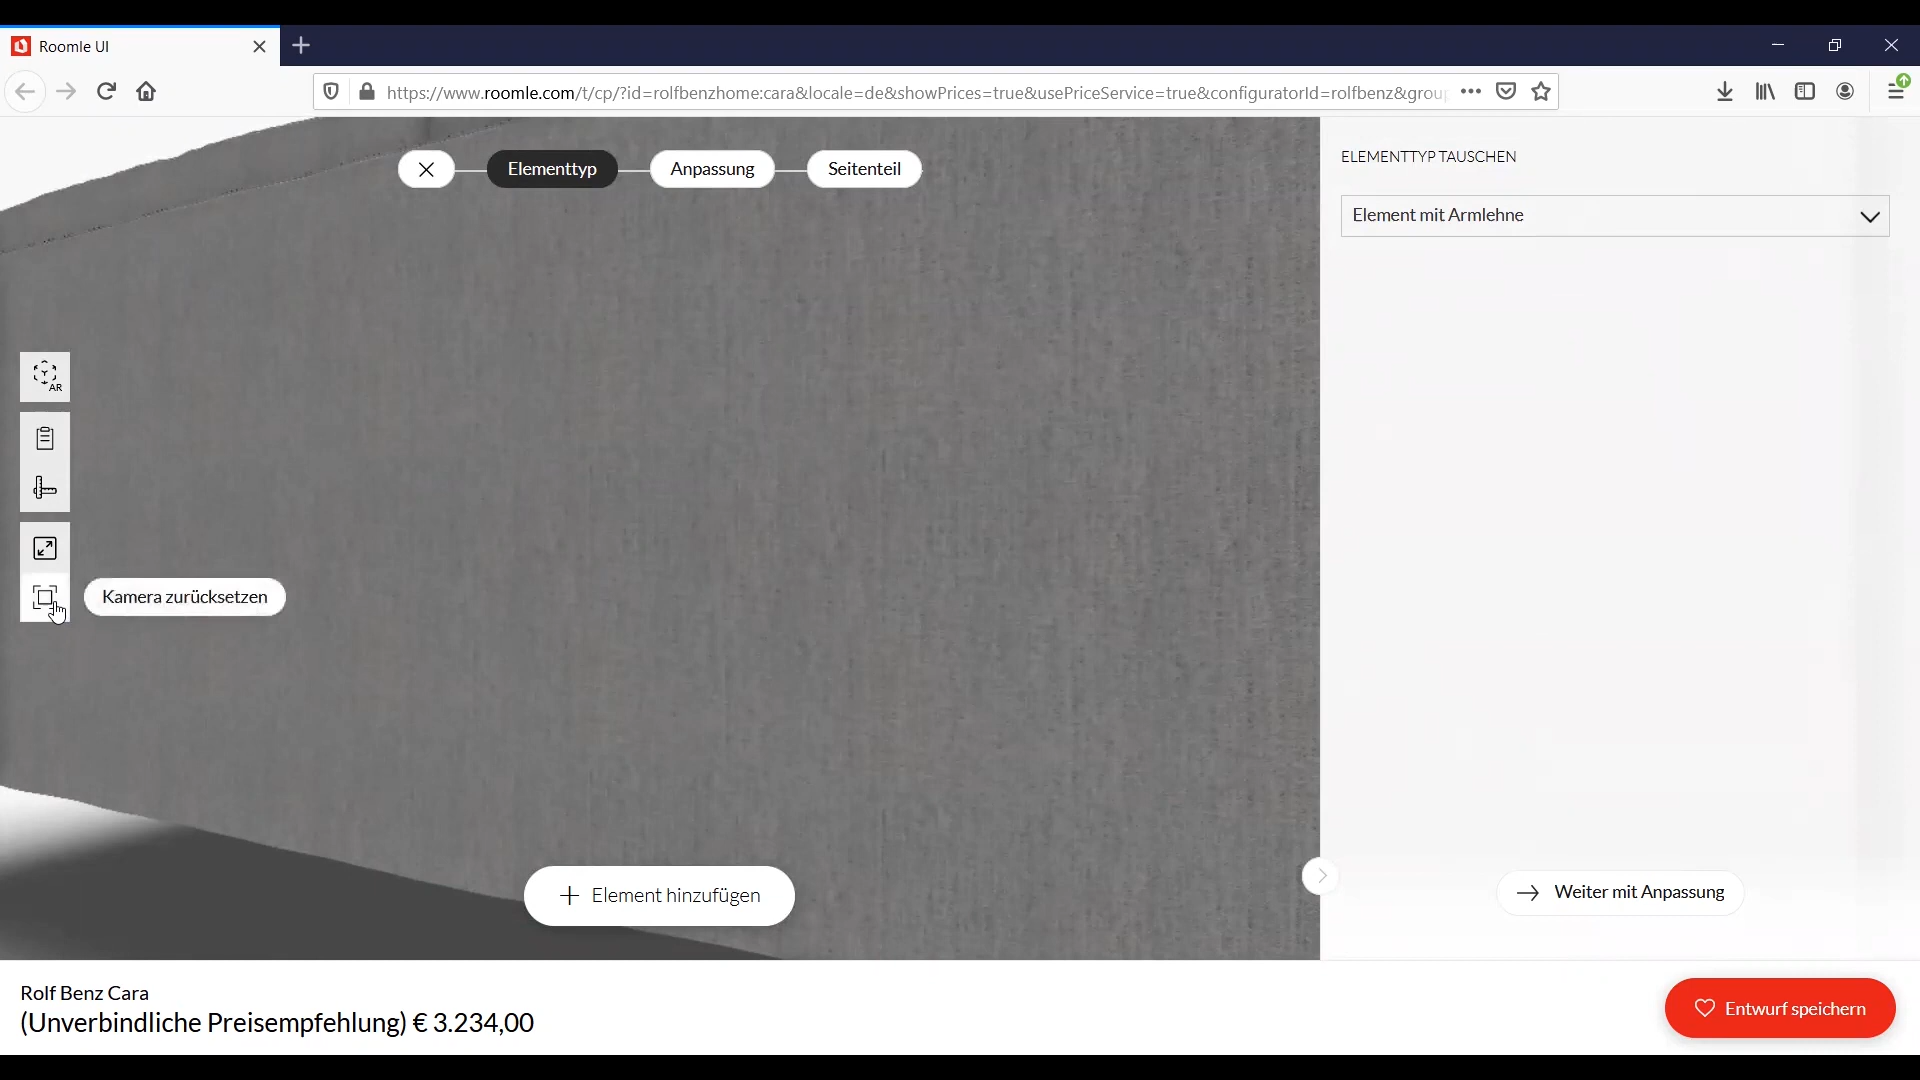 Roomle UI
https://www.roomle.com/t/cp/?id=rolfbenzhome:cara&locale=de&showPrices=true&usePriceService=true&configuratorId=rolfbenz&grou
Elementtyp
Anpassung
Seitenteil
ELEMENTTYP TAUSCHEN
Element mit Armlehne
AR
Kamera zurücksetzen
Element hinzufügen
Weiter mit Anpassung
Rolf Benz Cara
(Unverbindliche Preisempfehlung) € 3.234,00
Entwurf speichern